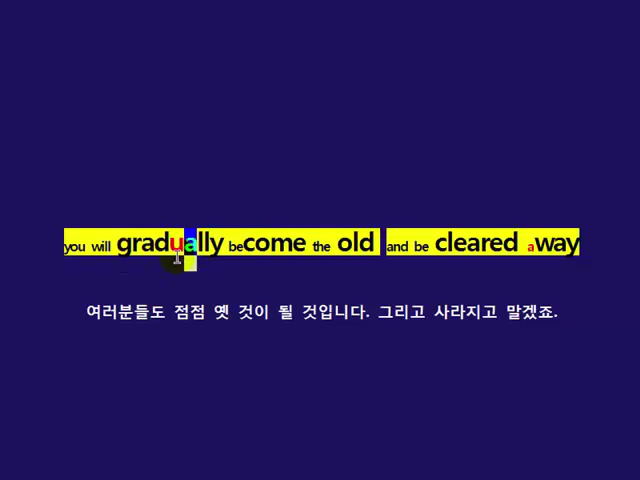 you will gradually become the old and be cleared away
여러분들도 점점 옛 것이 될 것입니다. 그리고 사라지고 말겠죠.